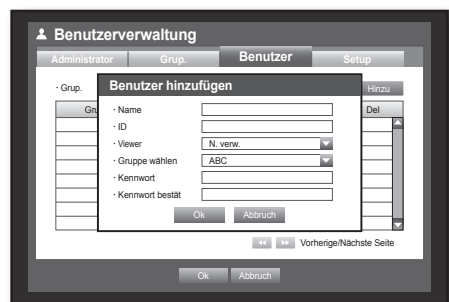 Benutzerverwaltung
Administrator Grup. Benutzer Setup
· Grup. Hinzu
Benutzer hinzufügen
Del
· Name
· ID
· Viewer N. verw.
· Gruppe wählen ABC
· Kennwort
· Kennwort bestät
Ok Abbruch
Vorherige/Nächste Seite
Ok Abbruch